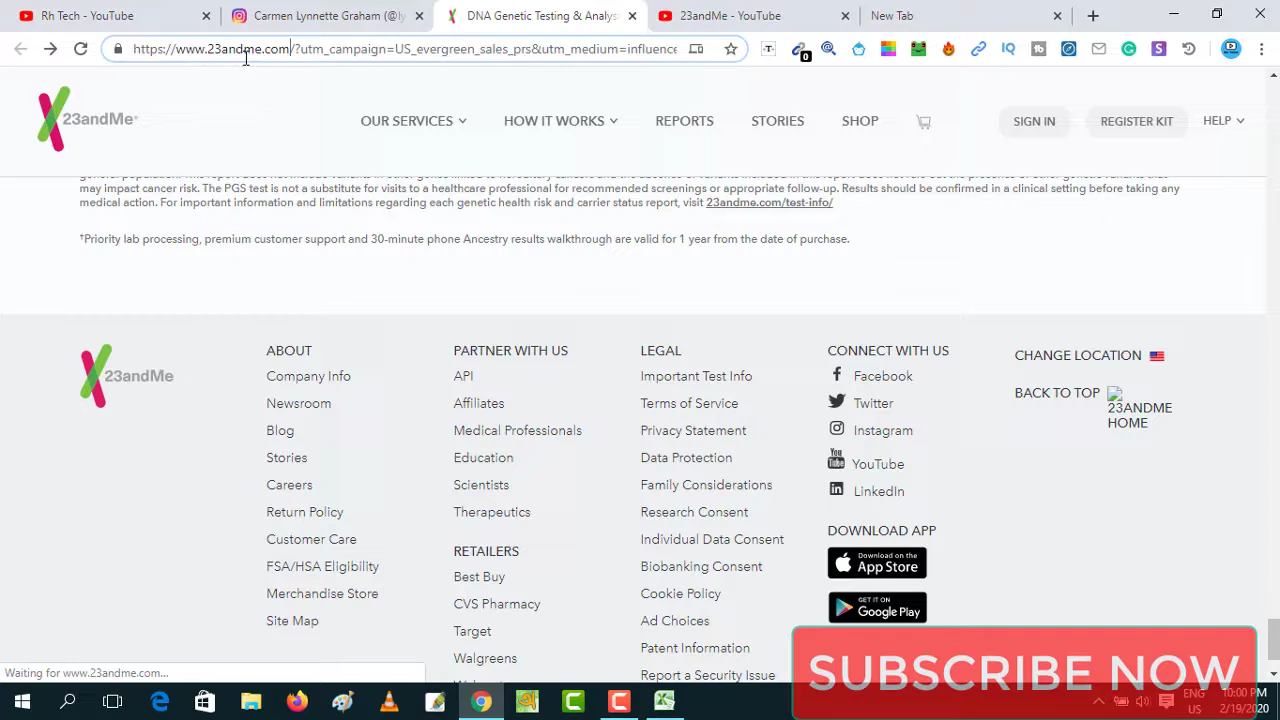 Rh Tech - YouTube
Carmen Lynnette Graham (@
DNA Genetic Testing & Analys
23andMe - YouTube
New Tab
https://www.23andme.com/?utm_campaign=US_evergreen_sales_prs&utm_medium=influence
0
23andMe
OUR SERVICES
HOW IT WORKS
REPORTS
STORIES
SHOP
SIGN IN
REGISTER KIT
HELP
may impact cancer risk. The PGS test is not a substitute for visits to a healthcare professional for recommended screenings or appropriate follow-up. Results should be confirmed in a clinical setting before taking any
medical action. For important information and limitations regarding each genetic health risk and carrier status report, visit 23andme.com/test-info/
†Priority lab processing, premium customer support and 30-minute phone Ancestry results walkthrough are valid for 1 year from the date of purchase.
23andMe
ABOUT
Company Info
Newsroom
Blog
Stories
Careers
Return Policy
Customer Care
FSA/HSA Eligibility
Merchandise Store
Site Map
PARTNER WITH US
API
Affiliates
Medical Professionals
Education
Scientists
Therapeutics
RETAILERS
Best Buy
CVS Pharmacy
Target
Walgreens
LEGAL
Important Test Info
Terms of Service
Privacy Statement
Data Protection
Family Considerations
Research Consent
Individual Data Consent
Biobanking Consent
Cookie Policy
Ad Choices
Patent Information
Report a Security Issue
CONNECT WITH US
Facebook
Twitter
Instagram
YouTube
LinkedIn
DOWNLOAD APP
Download on the
App Store
GET IT ON
Google Play
CHANGE LOCATION
BACK TO TOP
23ANDME
HOME
SUBSCRIBE NOW
Waiting for www.23andme.com...
ENG
US
10:00 PM
2/19/2020